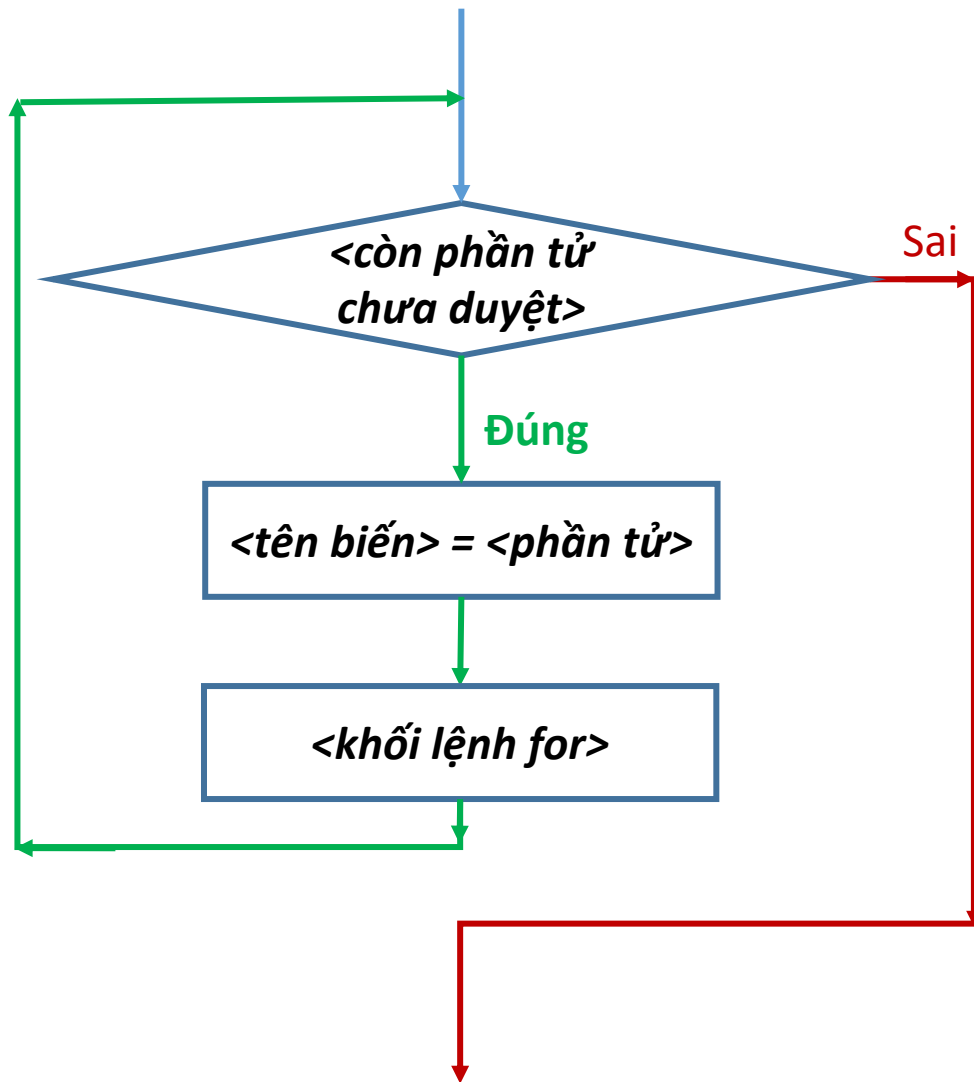 <còn phần tử
chưa duyệt>
Sai
Đúng
<tên biến> = <phần tử>
<khối lệnh for>